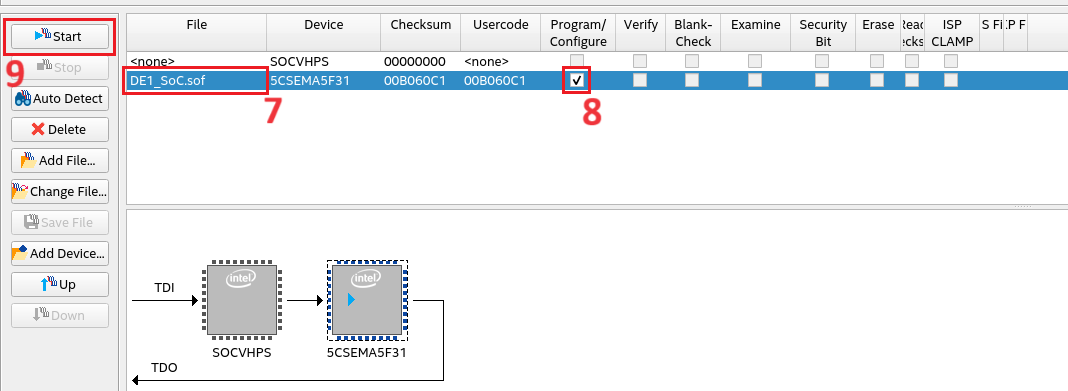 File Device Checksum Usercode Program/ Configure Verify Blank- Check Examine Security Bit Erase Read ecks ISP CLAMP S Fi P F
Start
9
Stop
Auto Detect
Delete
Add File...
Change File...
Save File
Add Device...
Up
Down
<none> SOCVHPS 00000000 <none>
DE1_SoC.sof 5CSEMA5F31 00B060C1 00B060C1
7
8
TDI
intel
intel
SOCVHPS
5CSEMA5F31
TDO